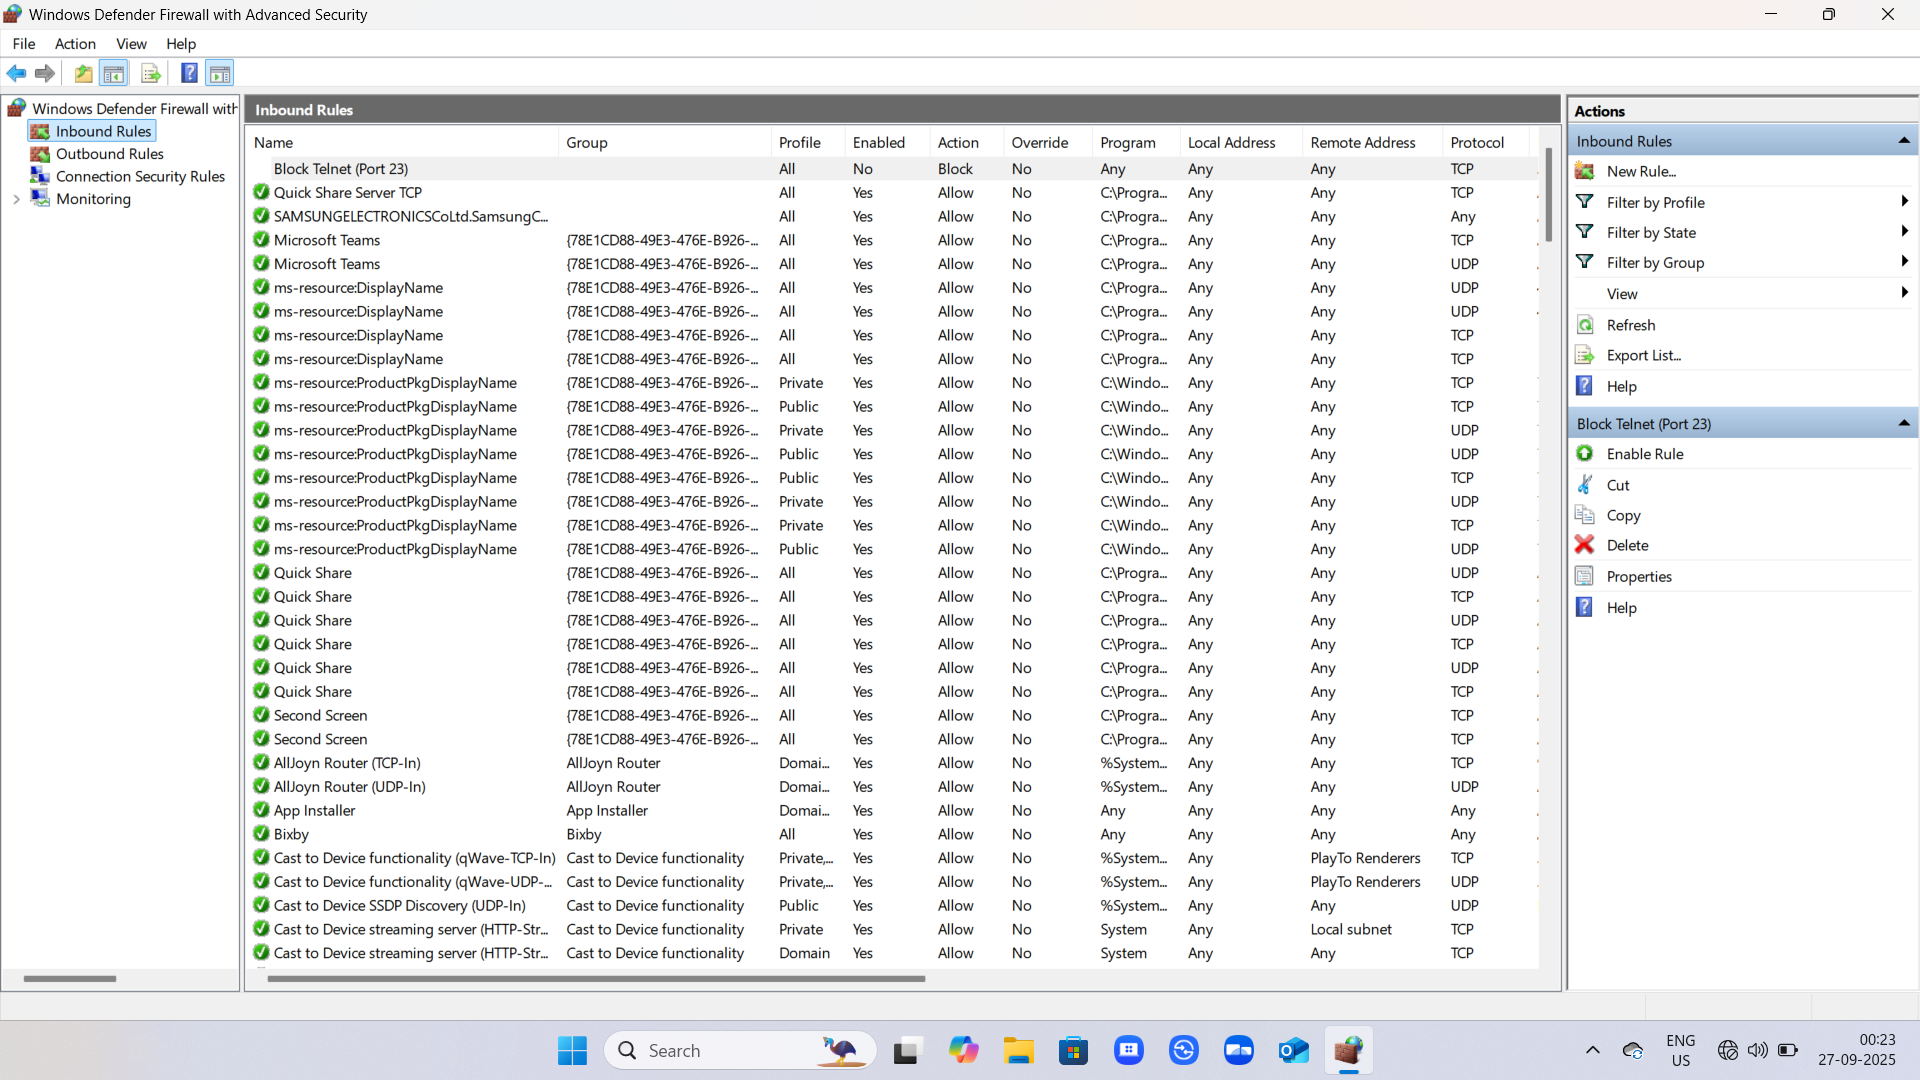 Windows Defender Firewall with Advanced Security
File Action View Help
Windows Defender Firewall with
Inbound Rules
Outbound Rules
Connection Security Rules
Monitoring
Inbound Rules
Name Group Profile Enabled Action Override Program Local Address Remote Address Protocol
Block Telnet (Port 23) All No Block No Any Any Any TCP
Quick Share Server TCP All Yes Allow No C:\Progra... Any Any TCP
SAMSUNGELECTRONICSCoLtd.SamsungC... All Yes Allow No C:\Progra... Any Any Any
Microsoft Teams {78E1CD88-49E3-476E-B926-... All Yes Allow No C:\Progra... Any Any TCP
Microsoft Teams {78E1CD88-49E3-476E-B926-... All Yes Allow No C:\Progra... Any Any UDP
ms-resource:DisplayName {78E1CD88-49E3-476E-B926-... All Yes Allow No C:\Progra... Any Any UDP
ms-resource:DisplayName {78E1CD88-49E3-476E-B926-... All Yes Allow No C:\Progra... Any Any UDP
ms-resource:DisplayName {78E1CD88-49E3-476E-B926-... All Yes Allow No C:\Progra... Any Any TCP
ms-resource:DisplayName {78E1CD88-49E3-476E-B926-... All Yes Allow No C:\Progra... Any Any TCP
ms-resource:ProductPkgDisplayName {78E1CD88-49E3-476E-B926-... Private Yes Allow No C:\Windo... Any Any TCP
ms-resource:ProductPkgDisplayName {78E1CD88-49E3-476E-B926-... Public Yes Allow No C:\Windo... Any Any TCP
ms-resource:ProductPkgDisplayName {78E1CD88-49E3-476E-B926-... Private Yes Allow No C:\Windo... Any Any UDP
ms-resource:ProductPkgDisplayName {78E1CD88-49E3-476E-B926-... Public Yes Allow No C:\Windo... Any Any UDP
ms-resource:ProductPkgDisplayName {78E1CD88-49E3-476E-B926-... Public Yes Allow No C:\Windo... Any Any TCP
ms-resource:ProductPkgDisplayName {78E1CD88-49E3-476E-B926-... Private Yes Allow No C:\Windo... Any Any UDP
ms-resource:ProductPkgDisplayName {78E1CD88-49E3-476E-B926-... Private Yes Allow No C:\Windo... Any Any TCP
ms-resource:ProductPkgDisplayName {78E1CD88-49E3-476E-B926-... Public Yes Allow No C:\Windo... Any Any UDP
Quick Share {78E1CD88-49E3-476E-B926-... All Yes Allow No C:\Progra... Any Any UDP
Quick Share {78E1CD88-49E3-476E-B926-... All Yes Allow No C:\Progra... Any Any TCP
Quick Share {78E1CD88-49E3-476E-B926-... All Yes Allow No C:\Progra... Any Any UDP
Quick Share {78E1CD88-49E3-476E-B926-... All Yes Allow No C:\Progra... Any Any TCP
Quick Share {78E1CD88-49E3-476E-B926-... All Yes Allow No C:\Progra... Any Any UDP
Quick Share {78E1CD88-49E3-476E-B926-... All Yes Allow No C:\Progra... Any Any TCP
Second Screen {78E1CD88-49E3-476E-B926-... All Yes Allow No C:\Progra... Any Any TCP
Second Screen {78E1CD88-49E3-476E-B926-... All Yes Allow No C:\Progra... Any Any TCP
AllJoyn Router (TCP-In) AllJoyn Router Domai... Yes Allow No %System... Any Any TCP
AllJoyn Router (UDP-In) AllJoyn Router Domai... Yes Allow No %System... Any Any UDP
App Installer App Installer Domai... Yes Allow No Any Any Any Any
Bixby Bixby All Yes Allow No Any Any Any Any
Cast to Device functionality (qWave-TCP-In) Cast to Device functionality Private,... Yes Allow No %System... Any PlayTo Renderers TCP
Cast to Device functionality (qWave-UDP-... Cast to Device functionality Private,... Yes Allow No %System... Any PlayTo Renderers UDP
Cast to Device SSDP Discovery (UDP-In) Cast to Device functionality Public Yes Allow No %System... Any Any UDP
Cast to Device streaming server (HTTP-Str... Cast to Device functionality Private Yes Allow No System Any Local subnet TCP
Cast to Device streaming server (HTTP-Str... Cast to Device functionality Domain Yes Allow No System Any Any TCP
Actions
Inbound Rules
New Rule...
Filter by Profile
Filter by State
Filter by Group
View
Refresh
Export List...
Help
Block Telnet (Port 23)
Enable Rule
Cut
Copy
Delete
Properties
Help
Search
ENG
US
00:23
27-09-2025